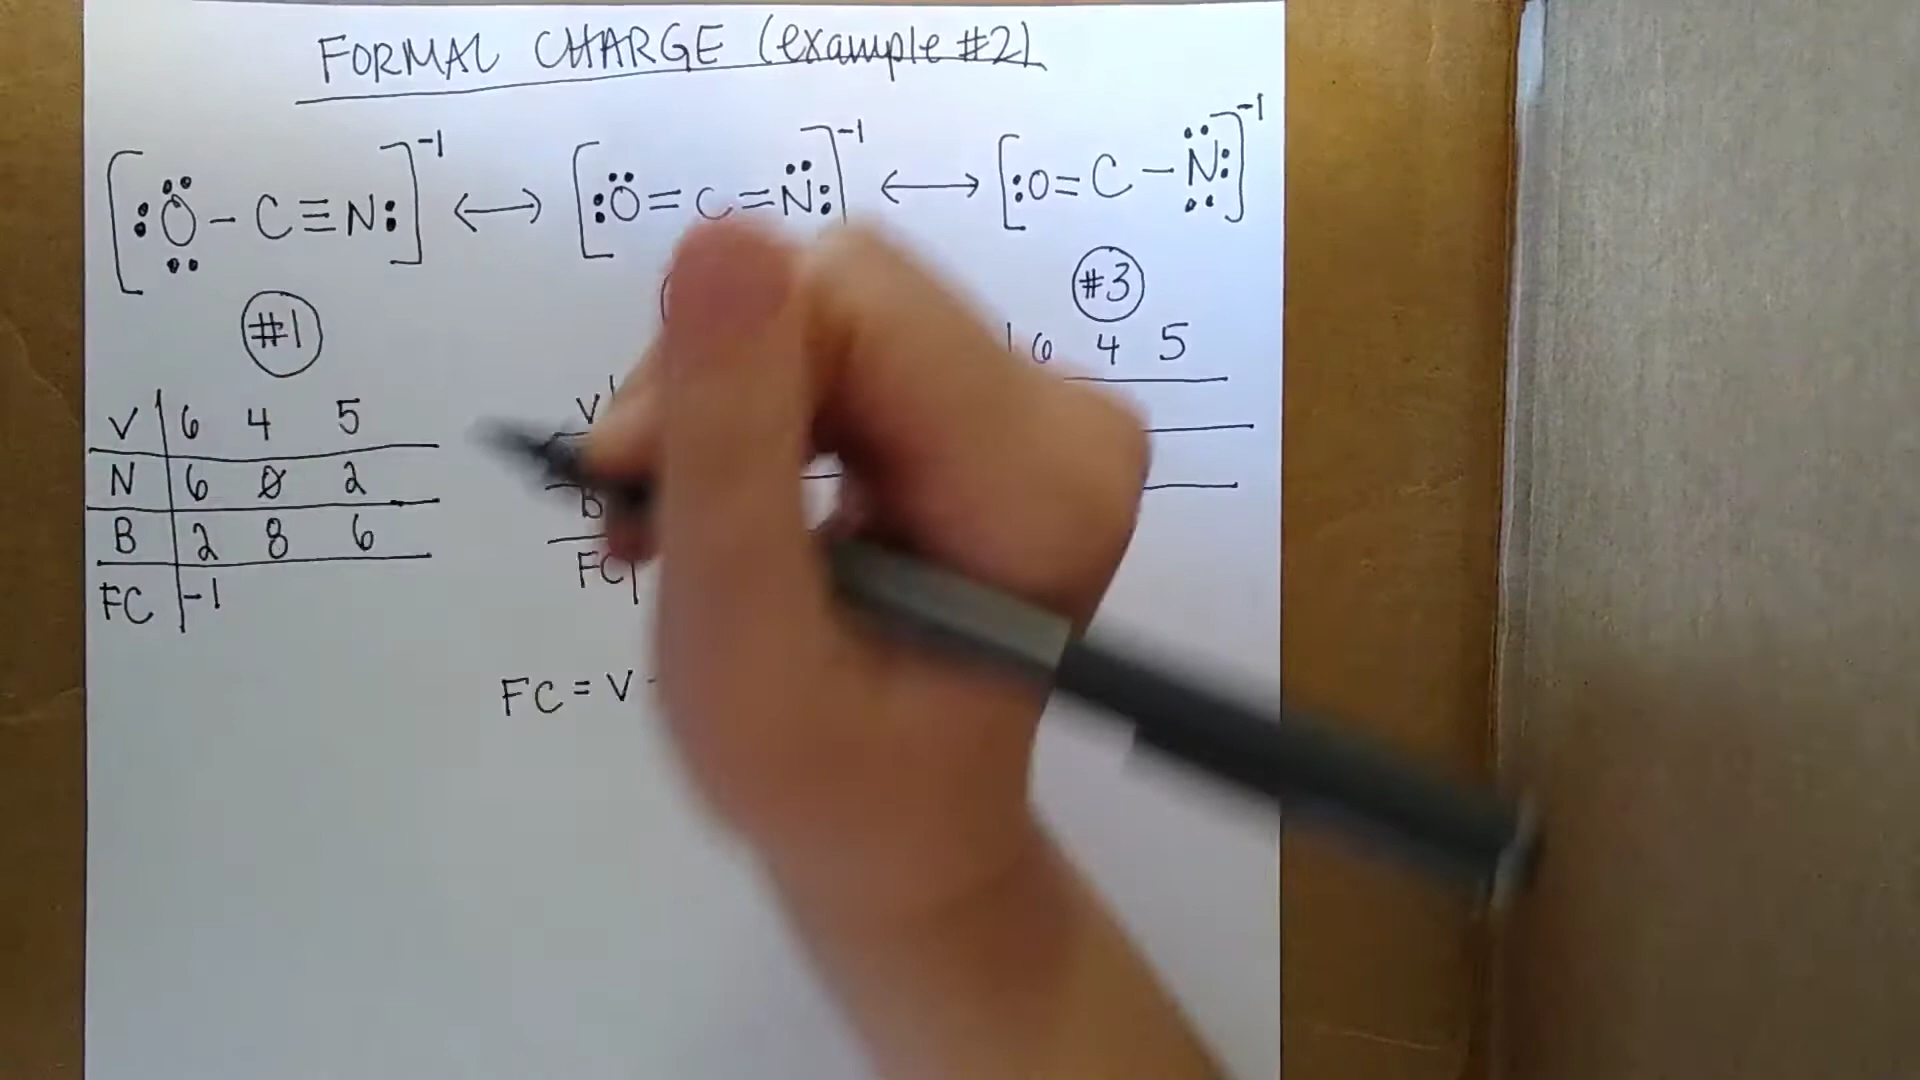 FORMAL CHARGE (example #2)
[:Ö-C≡N:]⁻¹ ↔ [:Ö=C=N̈:]⁻¹ ↔ [:O=C-N̈:]⁻¹
#1
#3
V 6 4 5
N 6 0 2
B 2 8 6
FC -1
V
B
FC
6 4 5
FC = V -